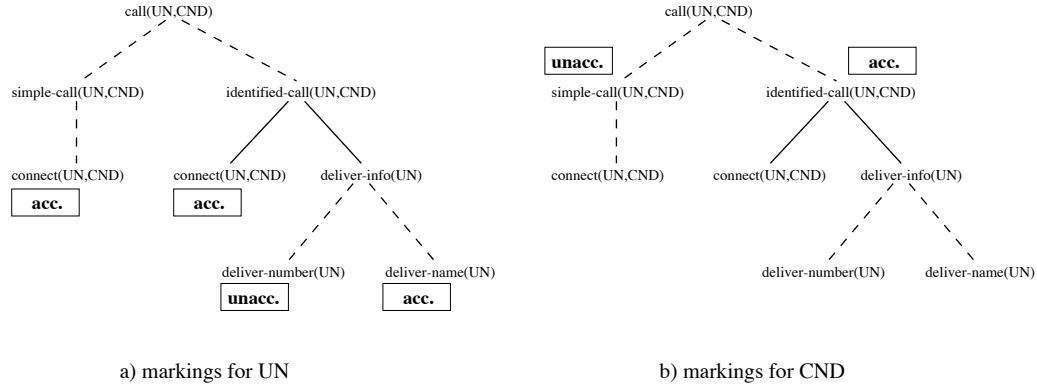 call(UN,CND)
simple-call(UN,CND)
identified-call(UN,CND)
connect(UN,CND)
acc.
connect(UN,CND)
acc.
deliver-info(UN)
deliver-number(UN)
unacc.
deliver-name(UN)
acc.
a) markings for UN
call(UN,CND)
unacc.
simple-call(UN,CND)
acc.
identified-call(UN,CND)
connect(UN,CND)
connect(UN,CND)
deliver-info(UN)
deliver-number(UN)
deliver-name(UN)
b) markings for CND